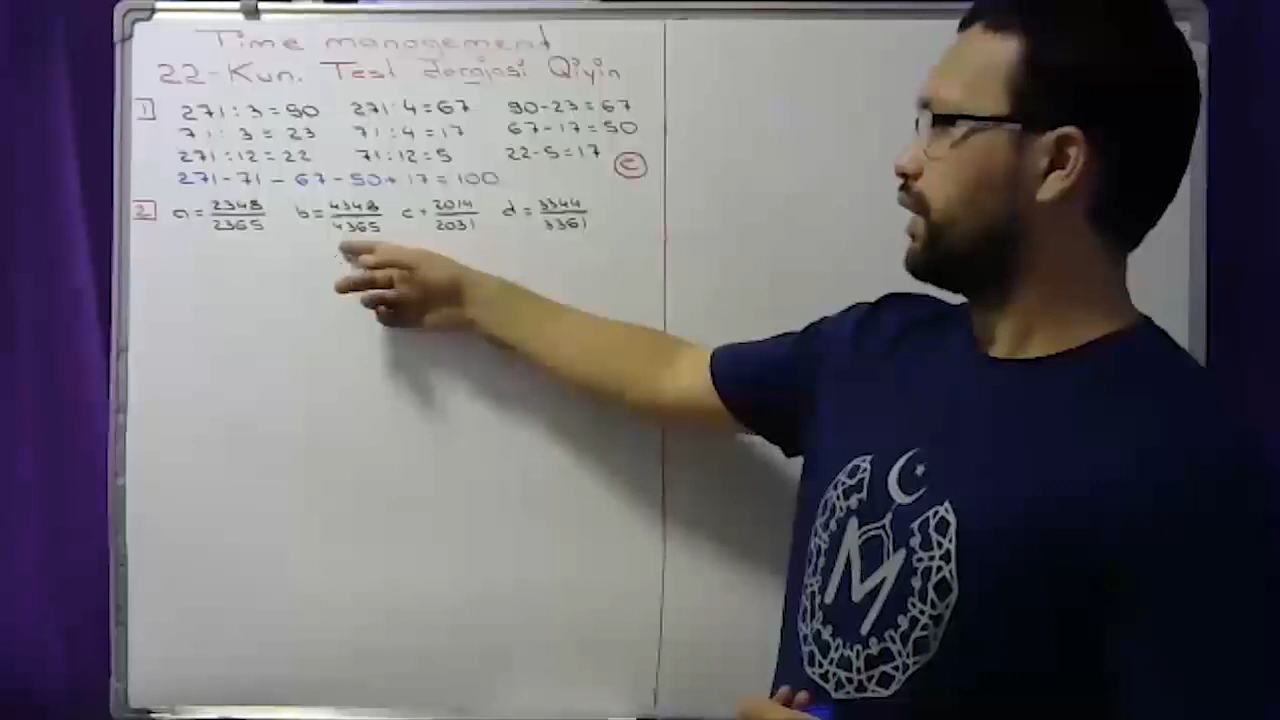 Time management
22-Kun. Test darajasi Qiyin
1 271:3=90 271:4=67 90-23=67
71:3=23 71:4=17 67-17=50
271:12=22 71:12=5 22-5=17
271-71-67-50+17=100 C
2 a=2348/2365 b=4348/4365 c=2014/2031 d=3344/3361
M